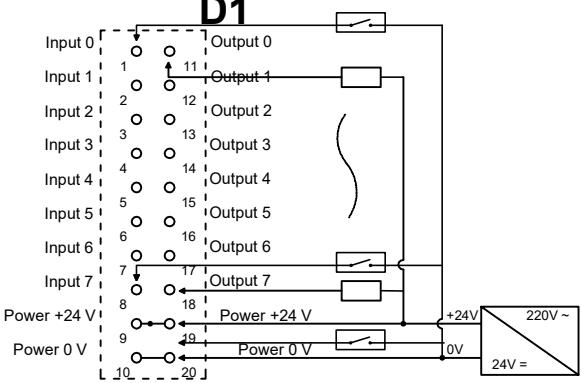 D1
Input 0
Output 0
1
11
Input 1
Output 1
2
12
Input 2
Output 2
3
13
Input 3
Output 3
4
14
Input 4
Output 4
5
15
Input 5
Output 5
6
16
Input 6
Output 6
7
17
Input 7
Output 7
8
18
Power +24 V
Power +24 V
+24V
220V ~
9
19
Power 0 V
Power 0 V
0V
24V =
10
20